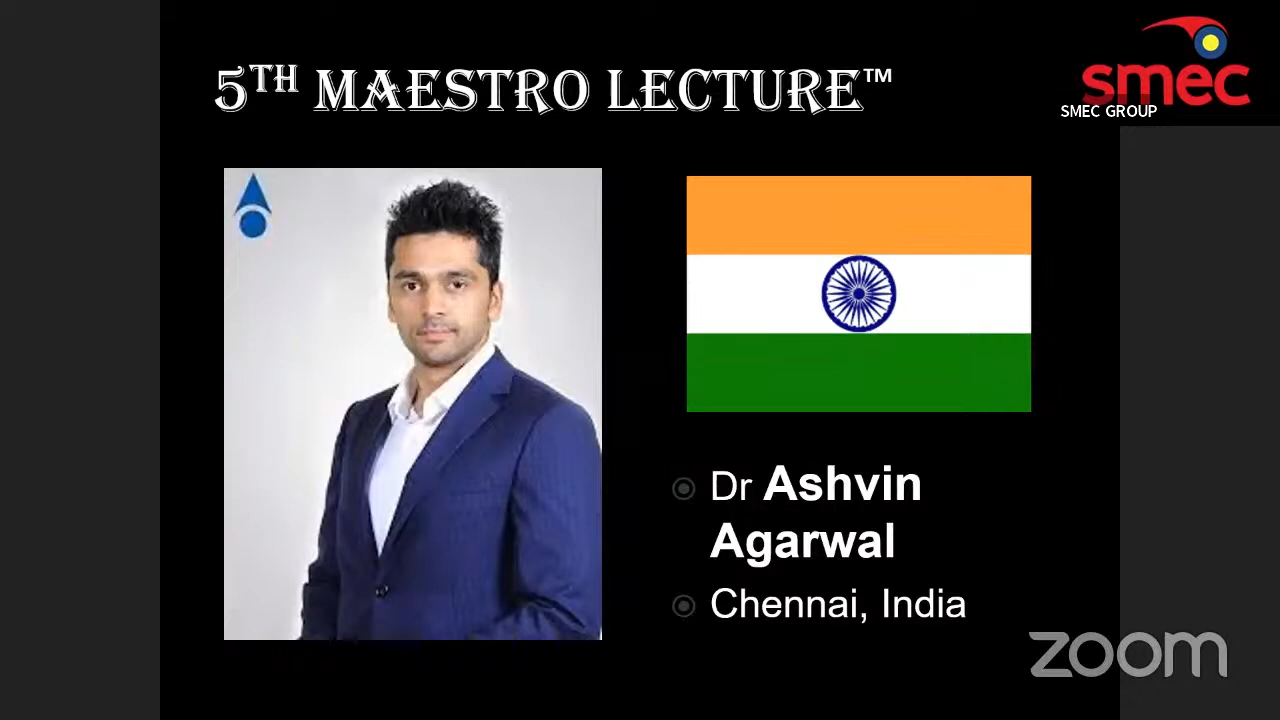 5TH MAESTRO LECTURE™
smec
SMEC GROUP
Dr Ashvin
Agarwal
Chennai, India
zoom